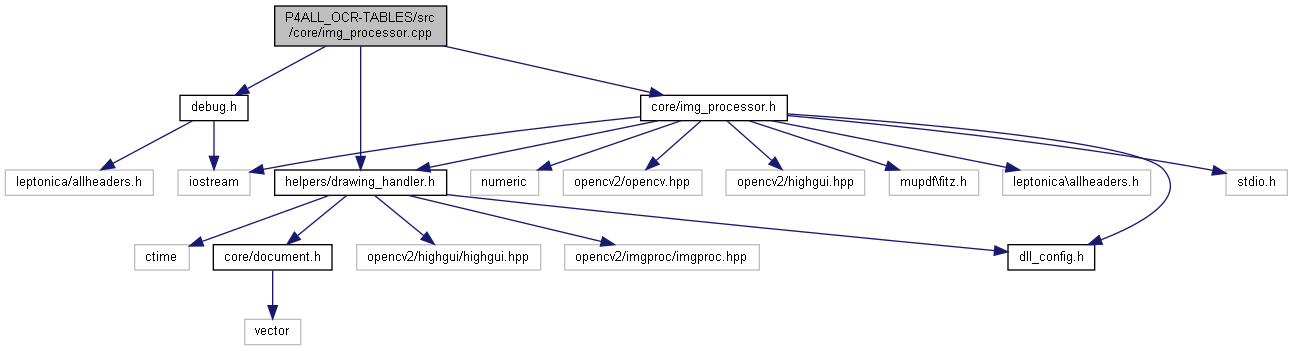 P4ALL_OCR-TABLES/src
/core/img_processor.cpp
debug.h
core/img_processor.h
leptonica/allheaders.h
iostream
helpers/drawing_handler.h
numeric
opencv2/opencv.hpp
opencv2/highgui.hpp
mupdf\fitz.h
leptonica\allheaders.h
stdio.h
ctime
core/document.h
opencv2/highgui/highgui.hpp
opencv2/imgproc/imgproc.hpp
dll_config.h
vector